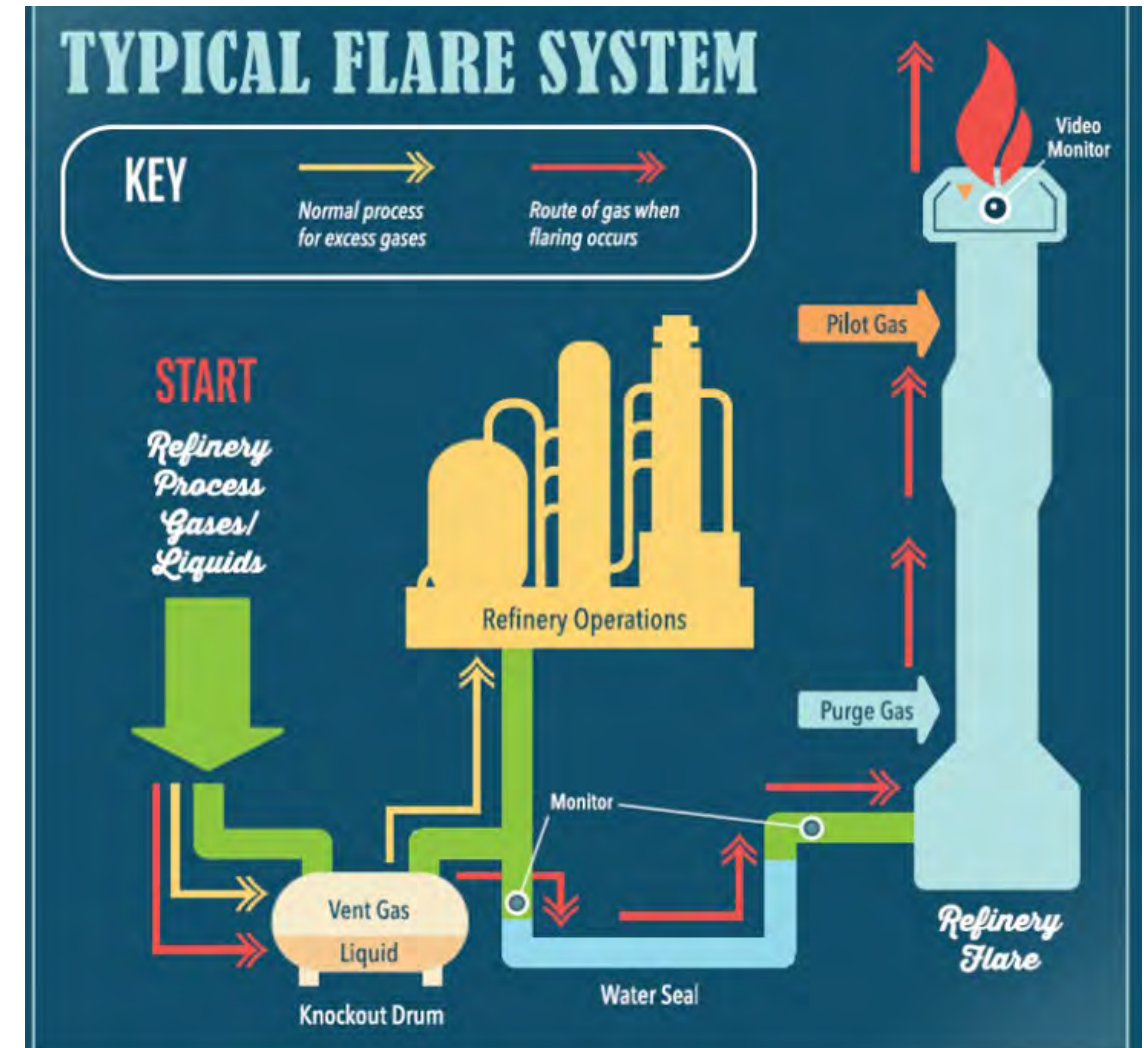 TYPICAL FLARE SYSTEM
KEY
Normal process
for excess gases
Route of gas when
flaring occurs
Video
Monitor
Pilot Gas
START
Refinery
Process
Gases/
Liquids
Refinery Operations
Purge Gas
Monitor
Vent Gas
Liquid
Knockout Drum
Water Seal
Refinery
Flare